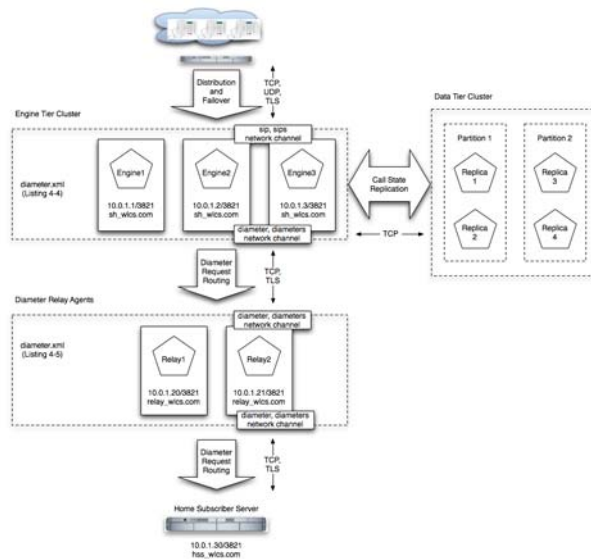 Distribution
and
Failover
TCP,
UDP,
TLS
Engine Tier Cluster
Data Tier Cluster
sip, sips
network channel
Engine1
Engine2
Engine3
diameter.xml
(Listing 4-4)
10.0.1.1/3821
sh_wlcs.com
10.0.1.2/3821
sh_wlcs.com
10.0.1.3/3821
sh_wlcs.com
diameter, diameters
network channel
Call State
Replication
TCP
Partition 1
Partition 2
Replica
1
Replica
3
Replica
2
Replica
4
Diameter
Request
Routing
TCP,
TLS
Diameter Relay Agents
diameter, diameters
network channel
diameter.xml
(Listing 4-5)
Relay1
Relay2
10.0.1.20/3821
relay_wlcs.com
10.0.1.21/3821
relay_wlcs.com
diameter, diameters
network channel
Diameter
Request
Routing
TCP,
TLS
Home Subscriber Server
10.0.1.30/3821
hss_wlcs.com